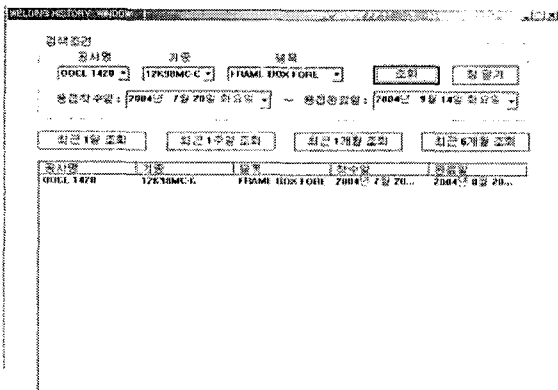 WELDING HISTORY WINDOW
검색조건
공사명 기종 블록
OOCL 1420 12K98MC-C FRAME BOX FORE 조회 창 닫기
용접착수일 : 2004년 7월 20일 화요일 ~ 용접완료일 : 2004년 9월 14일 화요일
최근 1일 조회 최근 1주일 조회 최근 1개월 조회 최근 6개월 조회
공사명 기종 블록 착수일 완료일
OOCL 1420 12K98MC-C FRAME BOX FORE 2004년 7월 20... 2004년 8월 20...